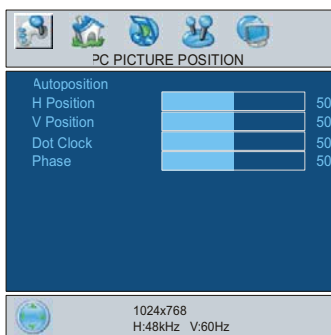 PC PICTURE POSITION
Autoposition
H Position 50
V Position 50
Dot Clock 50
Phase 50
1024x768
H:48kHz V:60Hz